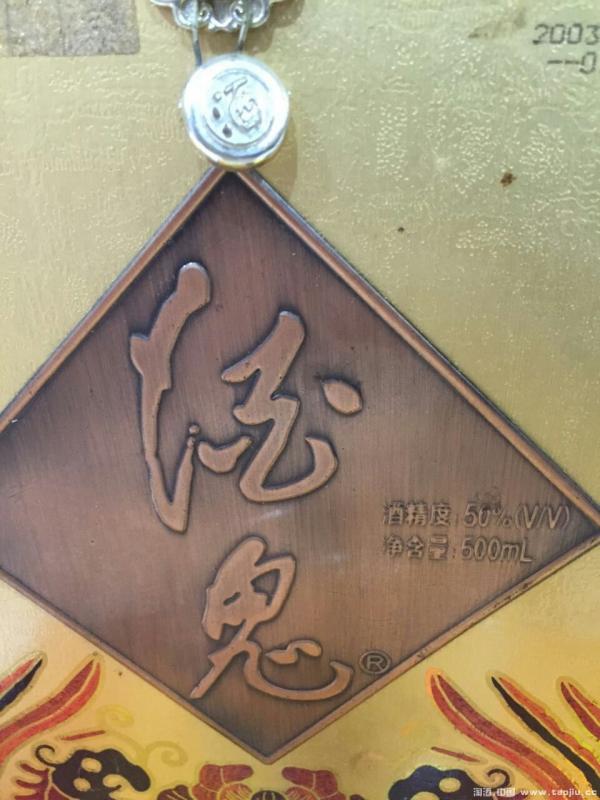 2003
酒
酒
鬼
®
酒精度:50%(V/V)
净含量:500mL
淘酒 中国 www.taojiu.cc